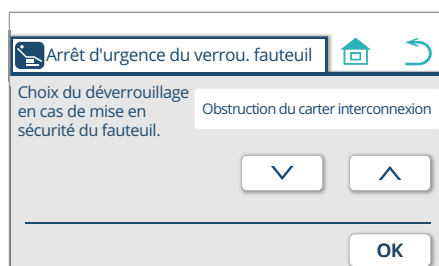 Arrêt d'urgence du verrou. fauteuil
Choix du déverrouillage
en cas de mise en
sécurité du fauteuil.
Obstruction du carter interconnexion
OK